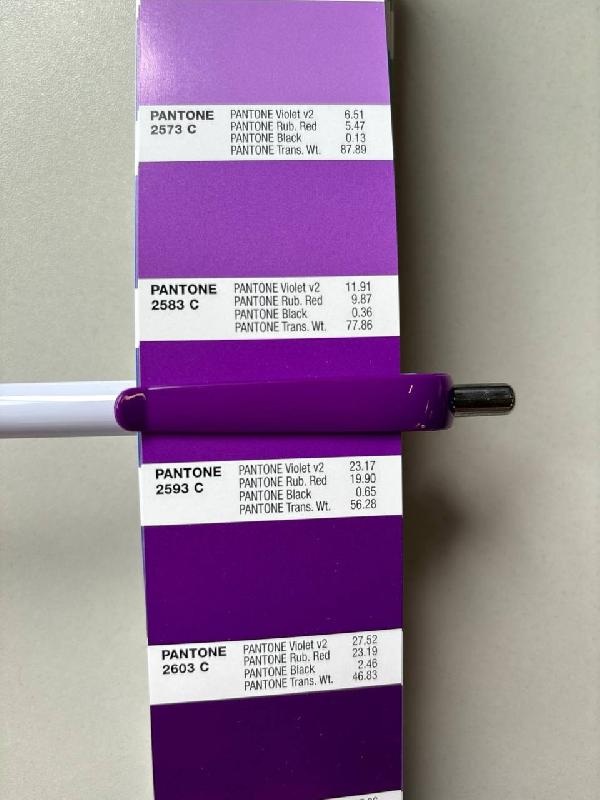 PANTONE PANTONE Violet v2 6.51
2573 C PANTONE Rub. Red 5.47
PANTONE Black 0.13
PANTONE Trans. Wt. 87.89
PANTONE PANTONE Violet v2 11.91
2583 C PANTONE Rub. Red 9.87
PANTONE Black 0.36
PANTONE Trans. Wt. 77.86
PANTONE PANTONE Violet v2 23.17
2593 C PANTONE Rub. Red 19.90
PANTONE Black 0.65
PANTONE Trans. Wt. 56.28
PANTONE PANTONE Violet v2 27.52
2603 C PANTONE Rub. Red 23.19
PANTONE Black 2.46
PANTONE Trans. Wt. 46.83